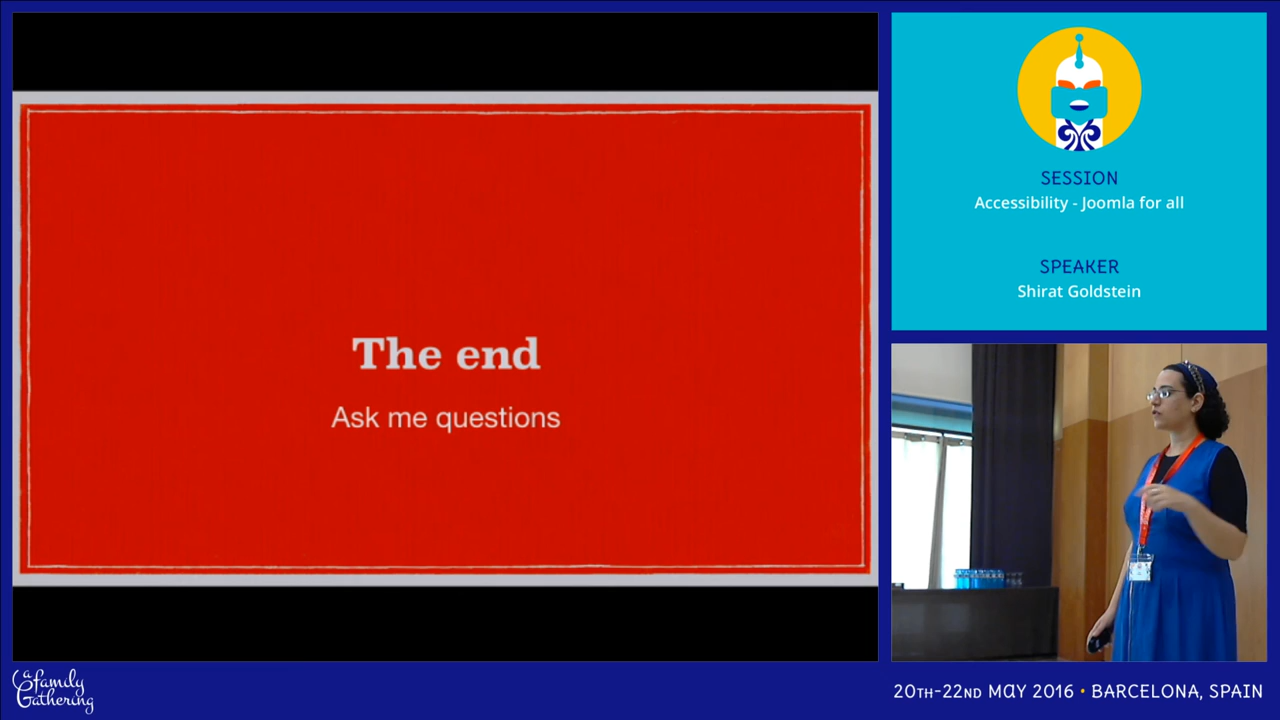 The end
Ask me questions
SESSION
Accessibility - Joomla for all
SPEAKER
Shirat Goldstein
a family
Gathering
20TH-22ND MAY 2016 • BARCELONA, SPAIN